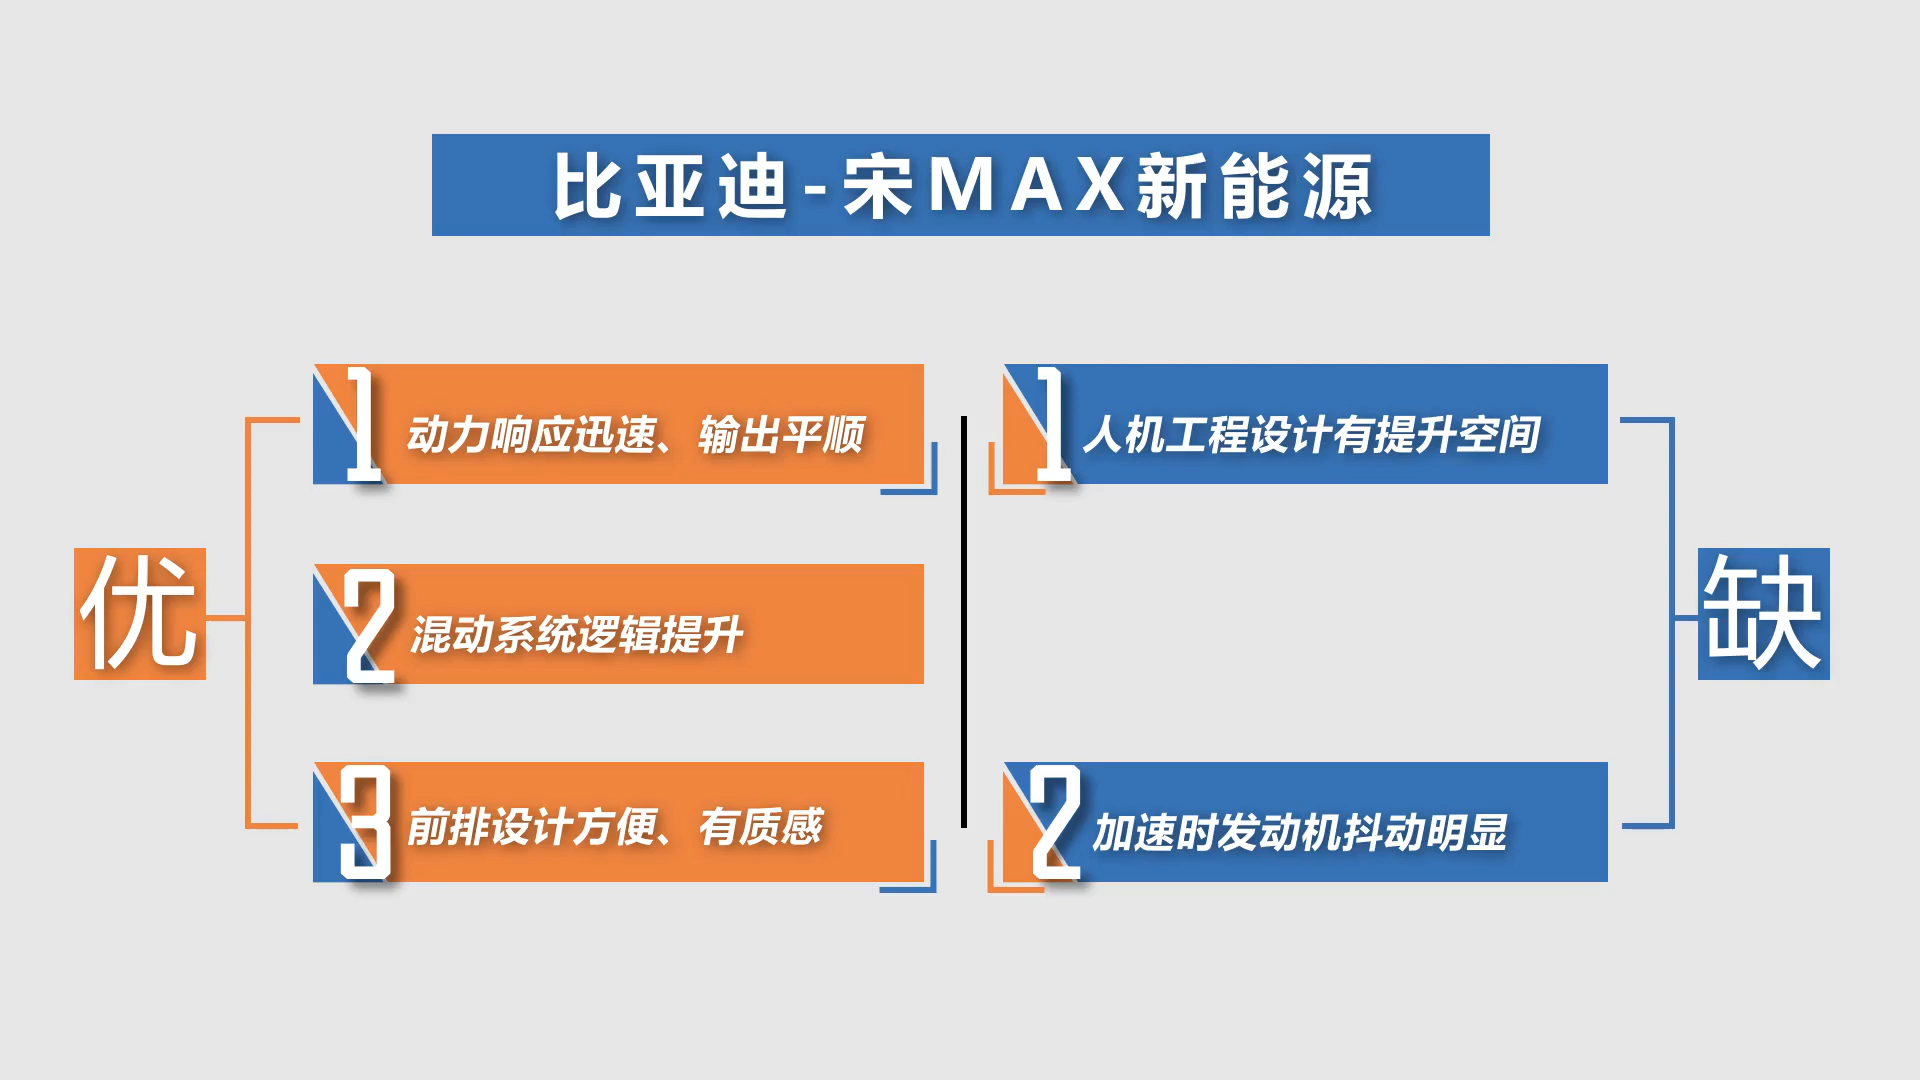 比亚迪-宋MAX新能源
优
1 动力响应迅速、输出平顺
2 混动系统逻辑提升
3 前排设计方便、有质感
1 人机工程设计有提升空间
2 加速时发动机抖动明显
缺